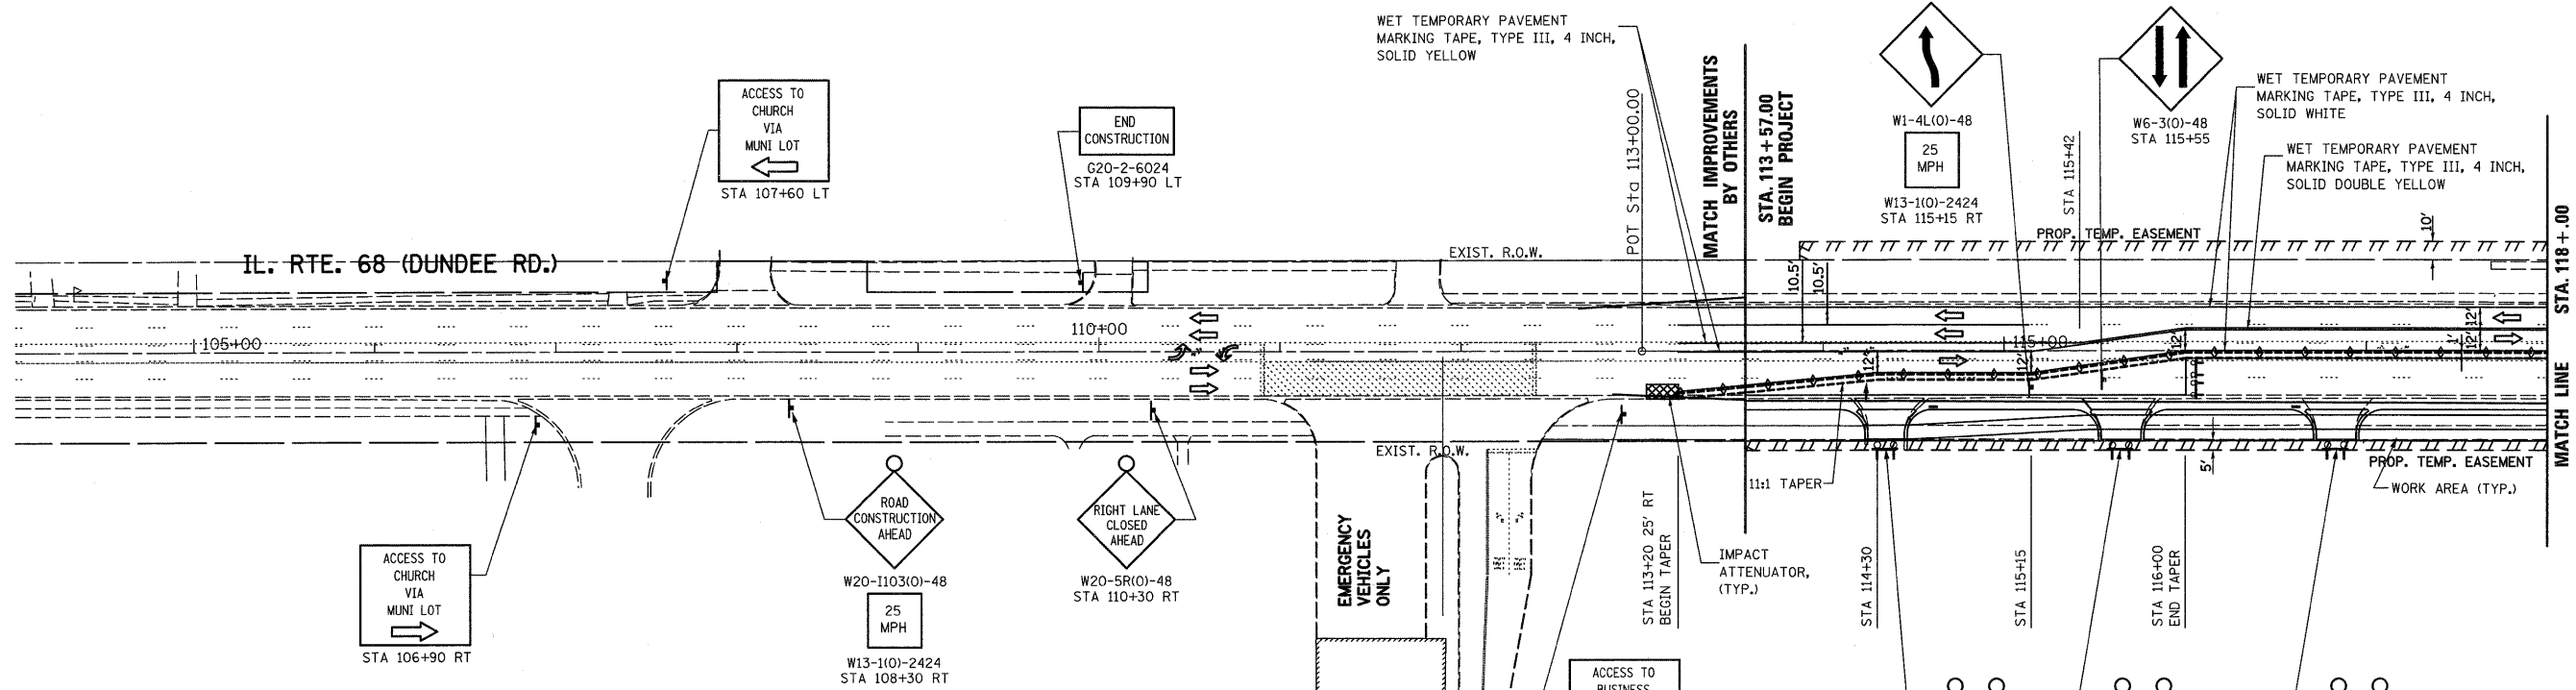 WET TEMPORARY PAVEMENT
MARKING TAPE, TYPE III, 4 INCH,
SOLID YELLOW
ACCESS TO
CHURCH
VIA
MUNI LOT
STA 107+60 LT
END
CONSTRUCTION
G20-2-6024
STA 109+90 LT
POT Sta 113+00.00
MATCH IMPROVEMENTS
BY OTHERS
STA. 113+57.00
BEGIN PROJECT
W1-4L(O)-48
25
MPH
W13-1(O)-2424
STA 115+15 RT
STA 115+42
W6-3(O)-48
STA 115+55
WET TEMPORARY PAVEMENT
MARKING TAPE, TYPE III, 4 INCH,
SOLID WHITE
WET TEMPORARY PAVEMENT
MARKING TAPE, TYPE III, 4 INCH,
SOLID DOUBLE YELLOW
MATCH LINE STA. 118+.00
IL. RTE. 68 (DUNDEE RD.)
EXIST. R.O.W.
PROP. TEMP. EASEMENT
10'
10.5'
10.5'
105+00
110+00
115+00
12'
12'
12'
12'
12'
1'
EXIST. R.O.W.
PROP. TEMP. EASEMENT
5'
WORK AREA (TYP.)
11:1 TAPER
IMPACT
ATTENUATOR,
(TYP.)
STA 113+20 25' RT
BEGIN TAPER
STA 114+30
STA 115+15
STA 116+00
END TAPER
EMERGENCY
VEHICLES
ONLY
ROAD
CONSTRUCTION
AHEAD
W20-I103(O)-48
25
MPH
W13-1(O)-2424
STA 108+30 RT
RIGHT LANE
CLOSED
AHEAD
W20-5R(O)-48
STA 110+30 RT
ACCESS TO
CHURCH
VIA
MUNI LOT
STA 106+90 RT
ACCESS TO
BUSINESS